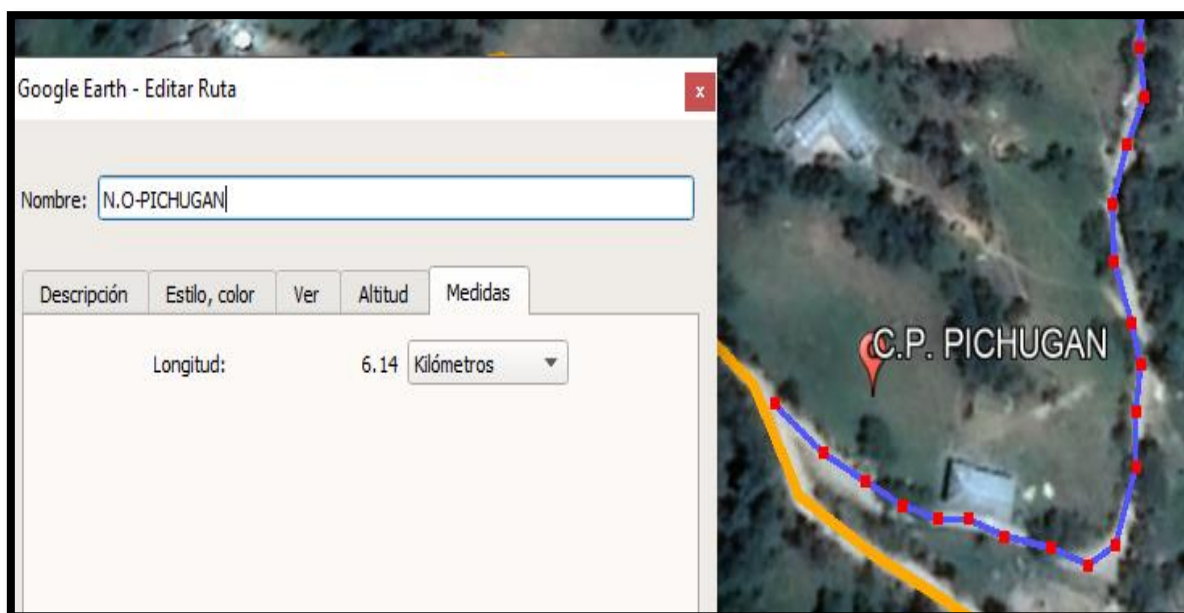 Google Earth - Editar Ruta
x
Nombre: N.O-PICHUGAN
Descripción Estilo, color Ver Altitud Medidas
Longitud: 6.14 Kilómetros
C.P. PICHUGAN